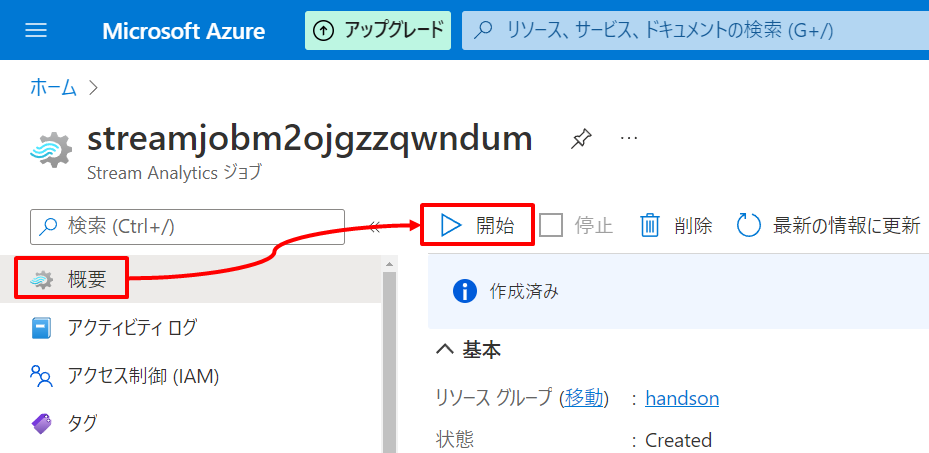 Microsoft Azure アップグレード リソース、サービス、ドキュメントの検索 (G+/)
ホーム
streamjobm2ojgzzqwndum
Stream Analytics ジョブ
検索 (Ctrl+/) 開始 停止 削除 最新の情報に更新
概要
作成済み
アクティビティ ログ
基本
アクセス制御 (IAM)
リソース グループ (移動) : handson
タグ
状態 : Created